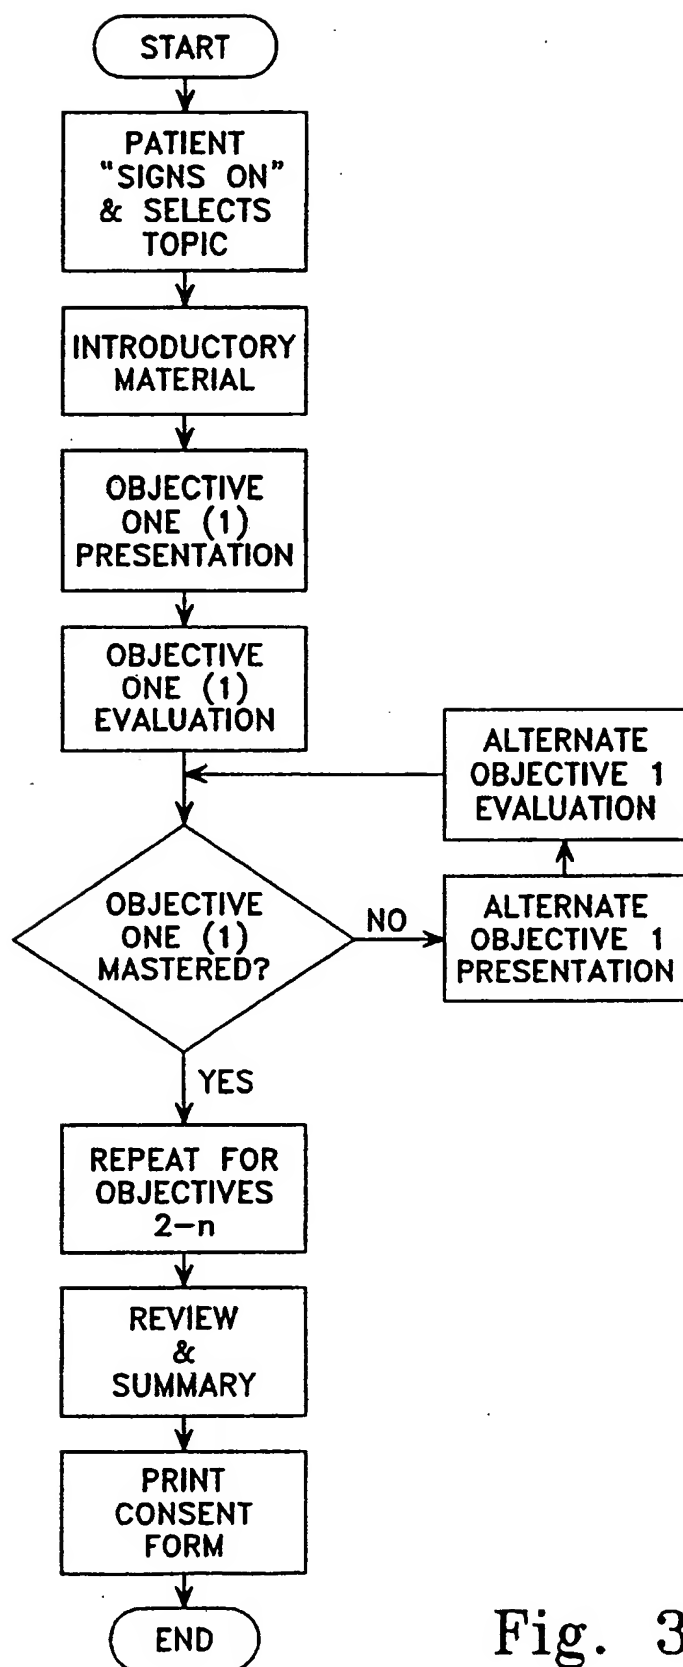 START
PATIENT
"SIGNS ON"
& SELECTS
TOPIC
INTRODUCTORY
MATERIAL
OBJECTIVE
ONE (1)
PRESENTATION
OBJECTIVE
ONE (1)
EVALUATION
ALTERNATE
OBJECTIVE 1
EVALUATION
OBJECTIVE
ONE (1)
MASTERED?
NO
ALTERNATE
OBJECTIVE 1
PRESENTATION
YES
REPEAT FOR
OBJECTIVES
2-n
REVIEW
&
SUMMARY
PRINT
CONSENT
FORM
END
Fig. 3